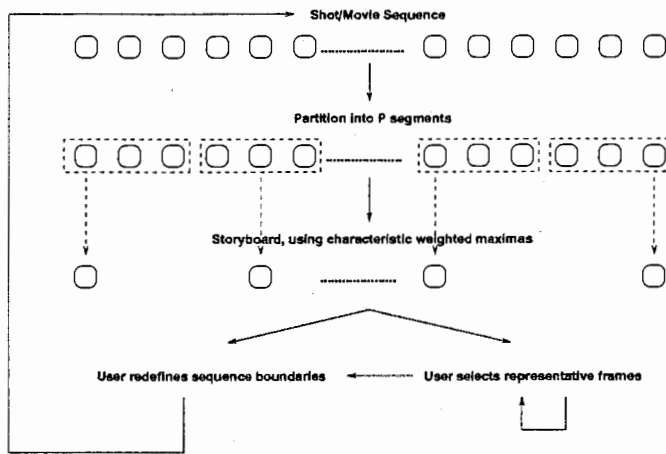 Shot/Movie Sequence
Partition into P segments
Storyboard, using characteristic weighted maximas
User redefines sequence boundaries
User selects representative frames